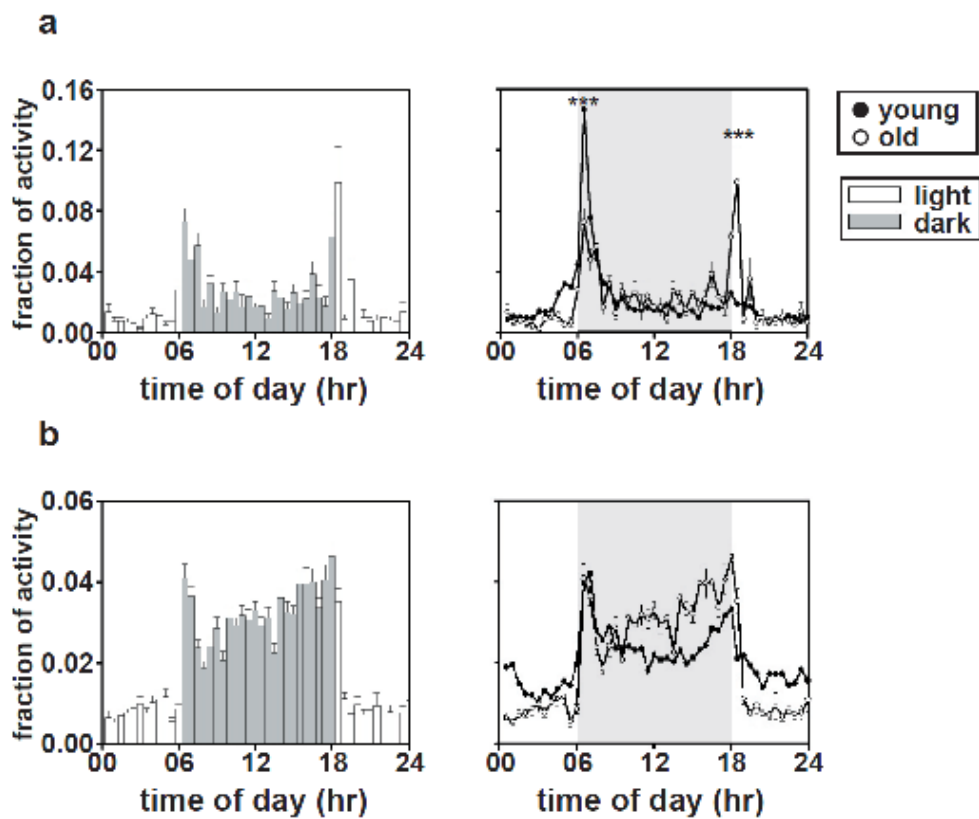 a
fraction of activity
0.16
0.12
0.08
0.04
0.00
00 06 12 18 24
time of day (hr)
*** ***
00 06 12 18 24
time of day (hr)
young
old
light
dark
b
fraction of activity
0.06
0.04
0.02
0.00
00 06 12 18 24
time of day (hr)
00 06 12 18 24
time of day (hr)